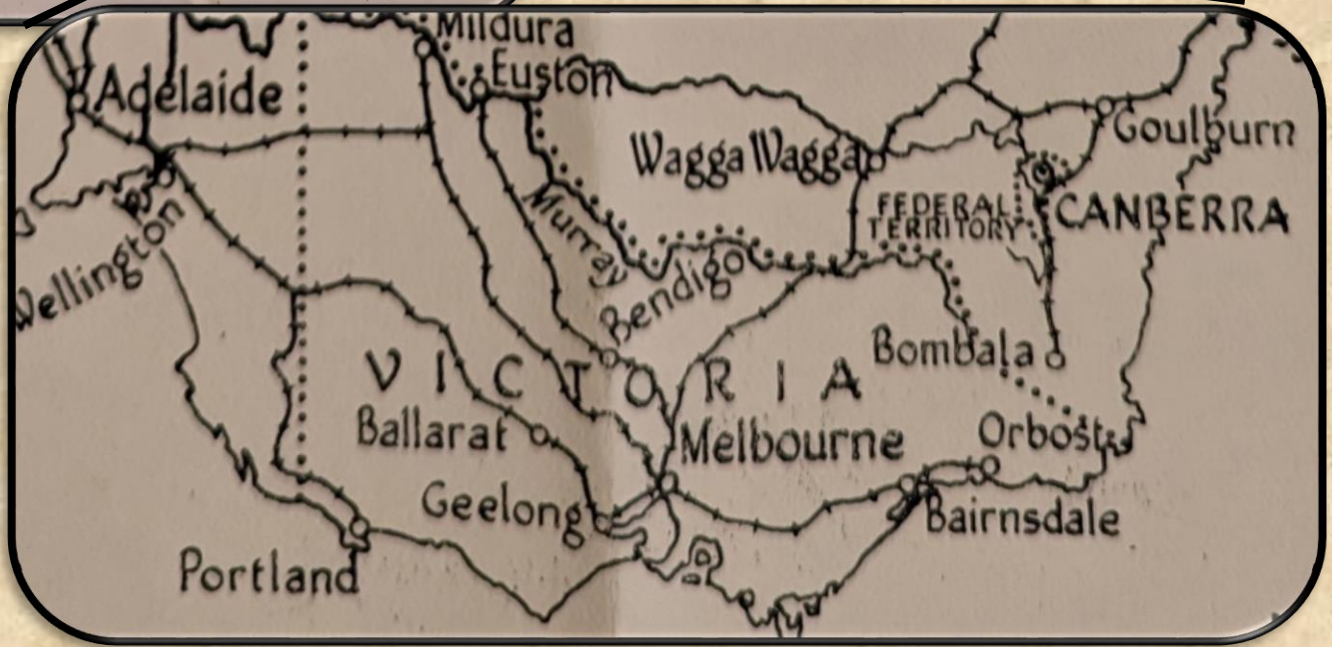 Mildura
Euston
Adelaide
Goulburn
Wagga Wagga
FEDERAL
TERRITORY
CANBERRA
Murray
Wellington
Bendigo
Bombala
VICTORIA
Ballarat
Melbourne
Orbost
Geelong
Bairnsdale
Portland